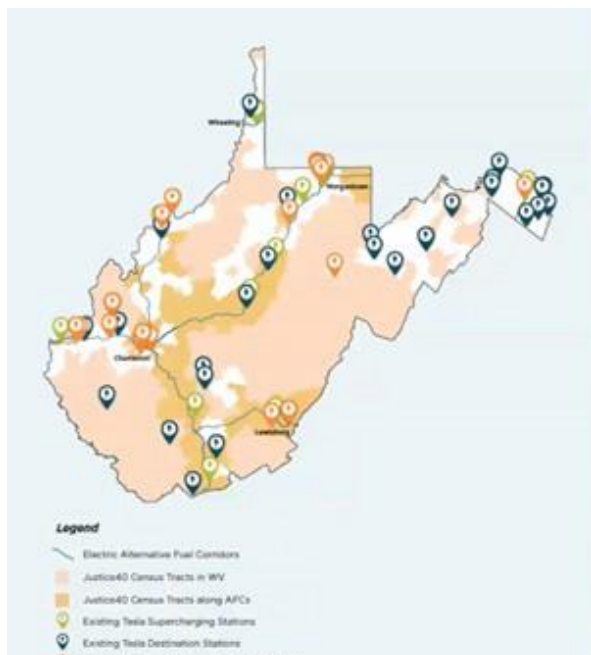 Wheeling
Morgantown
Charleston
Lewisburg
Legend
Electric Alternative Fuel Corridors
Justice40 Census Tracts in WV
Justice40 Census Tracts along AFCs
Existing Tesla Supercharging Stations
Existing Tesla Destination Stations